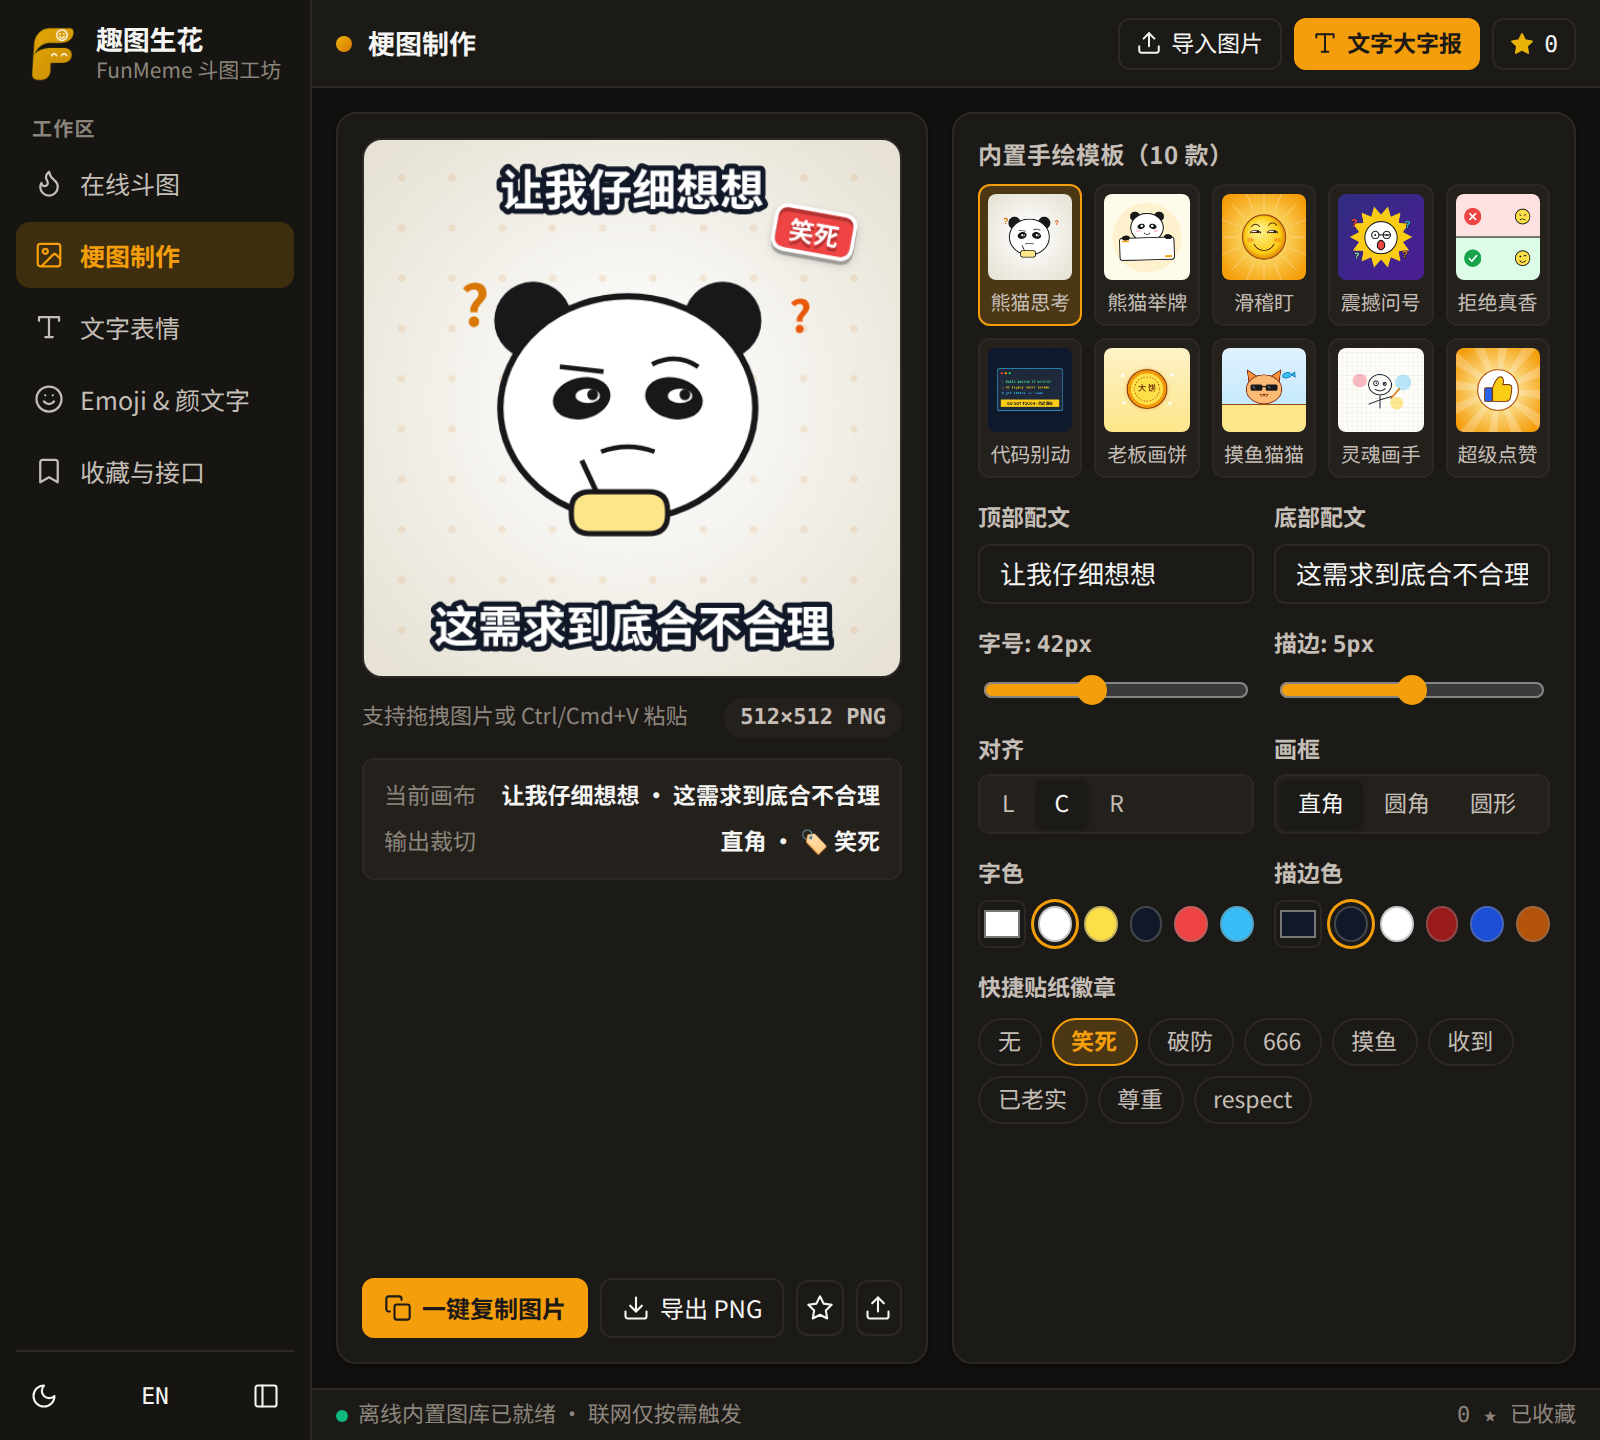 趣图生花
FunMeme 斗图工坊
工作区
在线斗图
梗图制作
文字表情
Emoji & 颜文字
收藏与接口
EN
梗图制作
导入图片
文字大字报
0
让我仔细想想
笑死
? ?
这需求到底合不合理
支持拖拽图片或 Ctrl/Cmd+V 粘贴
512×512 PNG
当前画布 让我仔细想想 • 这需求到底合不合理
输出裁切 直角 • 🏷️ 笑死
一键复制图片
导出 PNG
内置手绘模板（10 款）
熊猫思考 熊猫举牌 滑稽盯 震撼问号 拒绝真香
大饼
代码别动 老板画饼 摸鱼猫猫 灵魂画手 超级点赞
顶部配文 底部配文
让我仔细想想 这需求到底合不合理
字号: 42px 描边: 5px
对齐 画框
L C R 直角 圆角 圆形
字色 描边色
快捷贴纸徽章
无 笑死 破防 666 摸鱼 收到
已老实 尊重 respect
离线内置图库已就绪 • 联网仅按需触发
0 ★ 已收藏